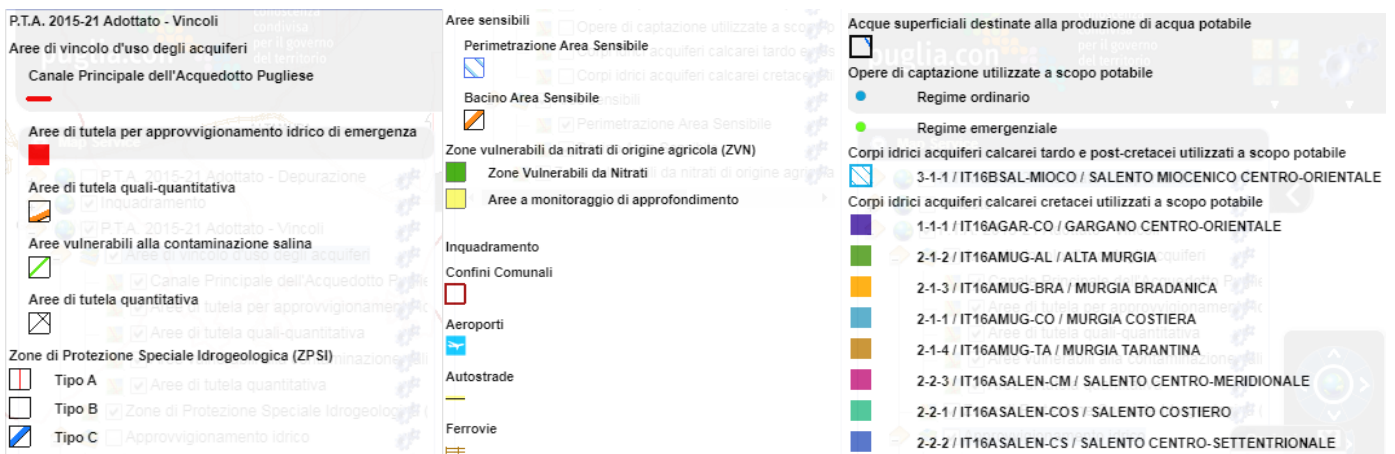 P.T.A. 2015-21 Adottato - Vincoli
Aree di vincolo d'uso degli acquiferi
Canale Principale dell'Acquedotto Pugliese
Aree di tutela per approvvigionamento idrico di emergenza
Aree di tutela quali-quantitativa
Aree vulnerabili alla contaminazione salina
Aree di tutela quantitativa
Zone di Protezione Speciale Idrogeologica (ZPSI)
Tipo A
Tipo B
Tipo C
Aree sensibili
Perimetrazione Area Sensibile
Bacino Area Sensibile
Zone vulnerabili da nitrati di origine agricola (ZVN)
Zone Vulnerabili da Nitrati
Aree a monitoraggio di approfondimento
Inquadramento
Confini Comunali
Aeroporti
Autostrade
Ferrovie
Acque superficiali destinate alla produzione di acqua potabile
Opere di captazione utilizzate a scopo potabile
Regime ordinario
Regime emergenziale
Corpi idrici acquiferi calcarei tardo e post-cretacei utilizzati a scopo potabile
3-1-1 / IT16BSAL-MIOCO / SALENTO MIOCENICO CENTRO-ORIENTALE
Corpi idrici acquiferi calcarei cretacei utilizzati a scopo potabile
1-1-1 / IT16AGAR-CO / GARGANO CENTRO-ORIENTALE
2-1-2 / IT16AMUG-AL / ALTA MURGIA
2-1-3 / IT16AMUG-BRA / MURGIA BRADANICA
2-1-1 / IT16AMUG-CO / MURGIA COSTIERA
2-1-4 / IT16AMUG-TA / MURGIA TARANTINA
2-2-3 / IT16ASALEN-CM / SALENTO CENTRO-MERIDIONALE
2-2-1 / IT16ASALEN-COS / SALENTO COSTIERO
2-2-2 / IT16ASALEN-CS / SALENTO CENTRO-SETTENTRIONALE